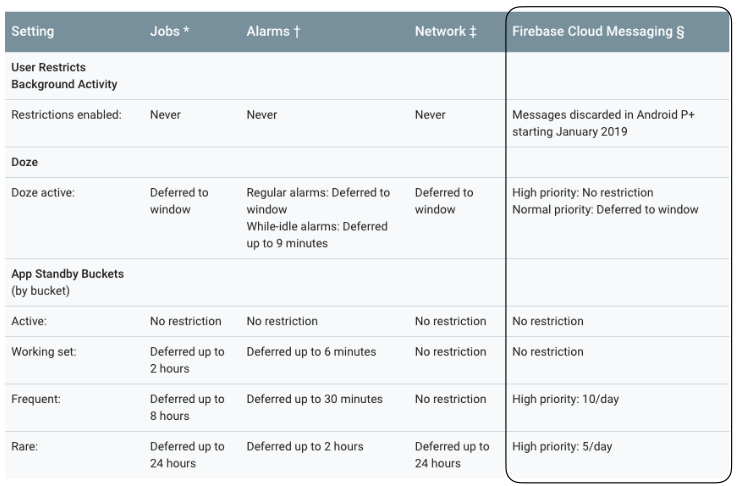 Setting Jobs * Alarms † Network ‡ Firebase Cloud Messaging §
User Restricts
Background Activity
Restrictions enabled: Never Never Never Messages discarded in Android P+
starting January 2019
Doze
Doze active: Deferred to Regular alarms: Deferred to Deferred to High priority: No restriction
window window window Normal priority: Deferred to window
While-idle alarms: Deferred
up to 9 minutes
App Standby Buckets
(by bucket)
Active: No restriction No restriction No restriction No restriction
Working set: Deferred up to Deferred up to 6 minutes No restriction No restriction
2 hours
Frequent: Deferred up to Deferred up to 30 minutes No restriction High priority: 10/day
8 hours
Rare: Deferred up to Deferred up to 2 hours Deferred up to High priority: 5/day
24 hours 24 hours